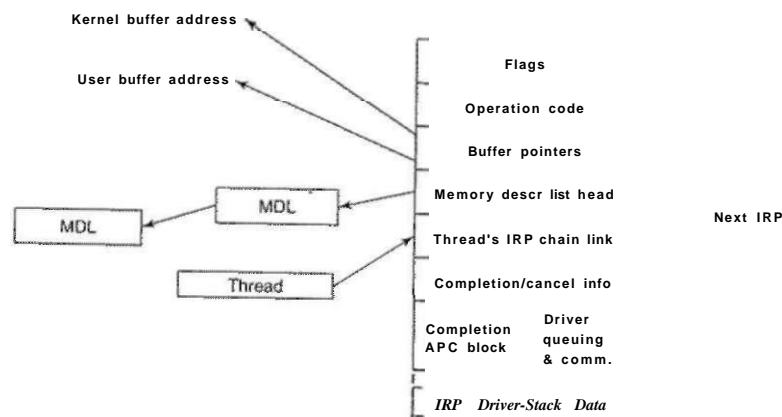 Kernel buffer address
Flags
User buffer address
Operation code
Buffer pointers
Memory descr list head
MDL
MDL
Next IRP
Thread's IRP chain link
Thread
Completion/cancel info
Completion
APC block
Driver
queuing
& comm.
IRP Driver-Stack Data